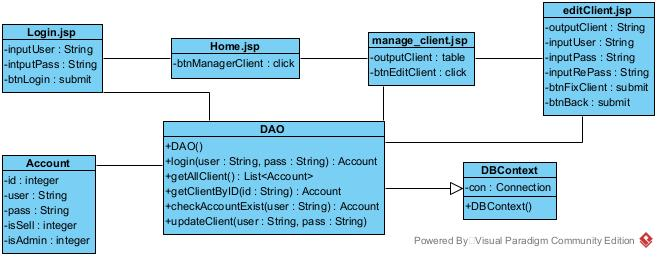 Login.jsp
-inputUser : String
-intputPass : String
-btnLogin : submit
Home.jsp
-btnManagerClient : click
manage_client.jsp
-outputClient : table
-btnEditClient : click
editClient.jsp
-outputClient : String
-inputUser : String
-inputPass : String
-inputRePass : String
-btnFixClient : submit
-btnBack : submit
Account
-id : integer
-user : String
-pass : String
-isSell : integer
-isAdmin : integer
DAO
+DAO()
+login(user : String, pass : String) : Account
+getAllClient() : List<Account>
+getClientByID(id : String) : Account
+checkAccountExist(user : String) : Account
+updateClient(user : String, pass : String)
DBContext
-con : Connection
+DBContext()
Powered By Visual Paradigm Community Edition